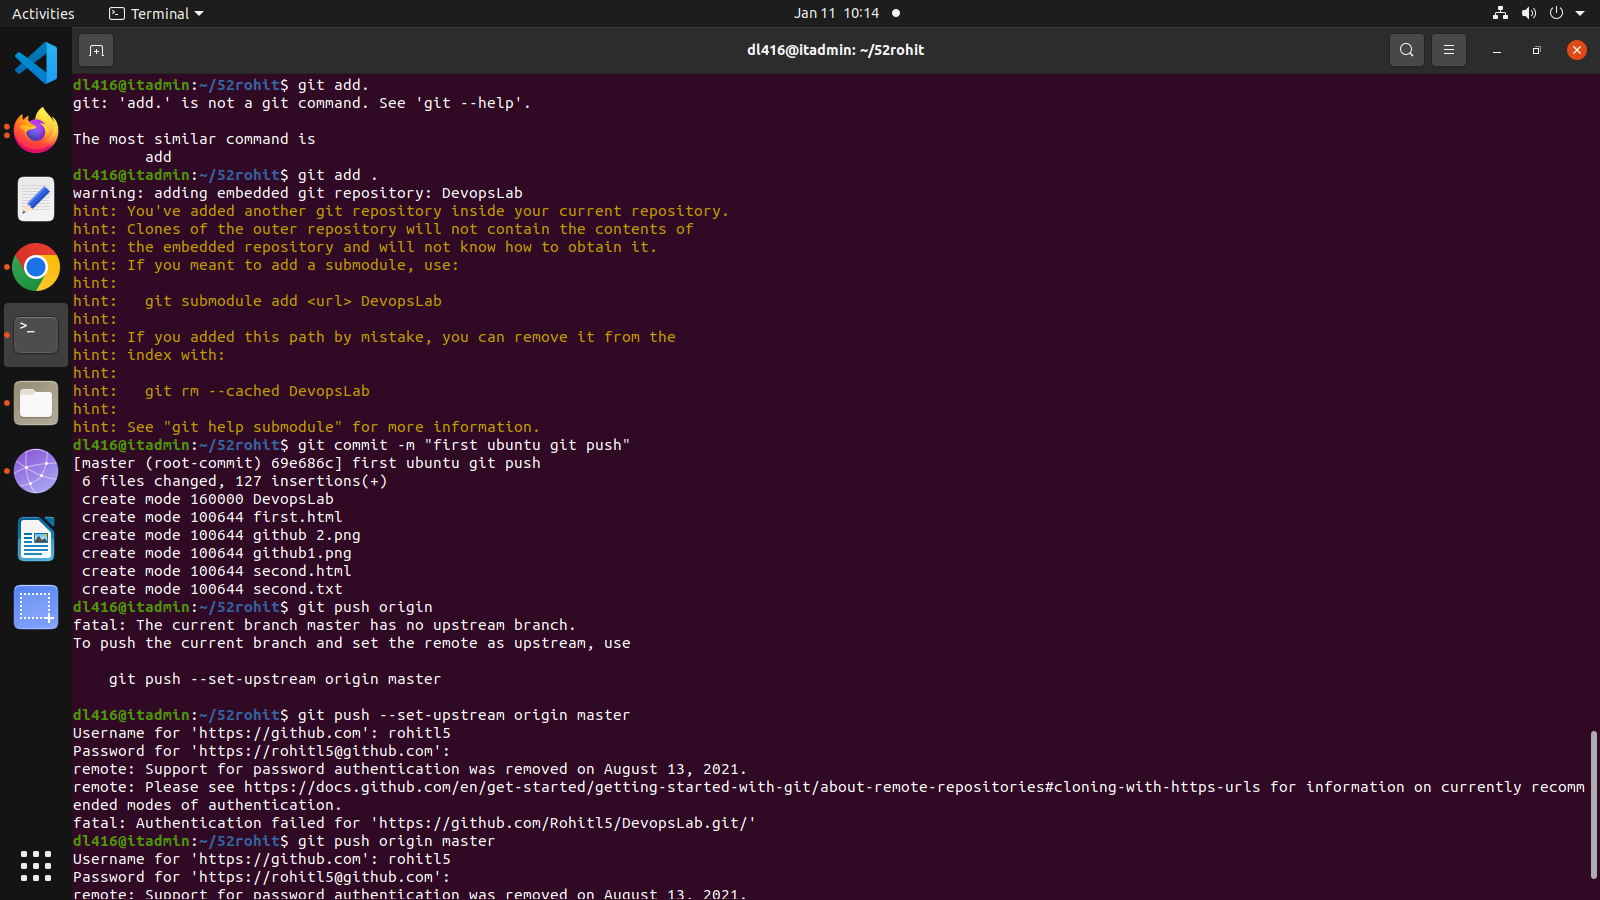 Activities
Terminal
Jan 11 10:14
dl416@itadmin: ~/52rohit
dl416@itadmin:~/52rohit$ git add.
git: 'add.' is not a git command. See 'git --help'.
The most similar command is
add
dl416@itadmin:~/52rohit$ git add .
warning: adding embedded git repository: DevopsLab
hint: You've added another git repository inside your current repository.
hint: Clones of the outer repository will not contain the contents of
hint: the embedded repository and will not know how to obtain it.
hint: If you meant to add a submodule, use:
hint:
hint:   git submodule add <url> DevopsLab
hint:
hint: If you added this path by mistake, you can remove it from the
hint: index with:
hint:
hint:   git rm --cached DevopsLab
hint:
hint: See "git help submodule" for more information.
dl416@itadmin:~/52rohit$ git commit -m "first ubuntu git push"
[master (root-commit) 69e686c] first ubuntu git push
6 files changed, 127 insertions(+)
create mode 160000 DevopsLab
create mode 100644 first.html
create mode 100644 github 2.png
create mode 100644 github1.png
create mode 100644 second.html
create mode 100644 second.txt
dl416@itadmin:~/52rohit$ git push origin
fatal: The current branch master has no upstream branch.
To push the current branch and set the remote as upstream, use
git push --set-upstream origin master
dl416@itadmin:~/52rohit$ git push --set-upstream origin master
Username for 'https://github.com': rohitl5
Password for 'https://rohitl5@github.com':
remote: Support for password authentication was removed on August 13, 2021.
remote: Please see https://docs.github.com/en/get-started/getting-started-with-git/about-remote-repositories#cloning-with-https-urls for information on currently recomm
ended modes of authentication.
fatal: Authentication failed for 'https://github.com/Rohitl5/DevopsLab.git/'
dl416@itadmin:~/52rohit$ git push origin master
Username for 'https://github.com': rohitl5
Password for 'https://rohitl5@github.com':
remote: Support for password authentication was removed on August 13, 2021.